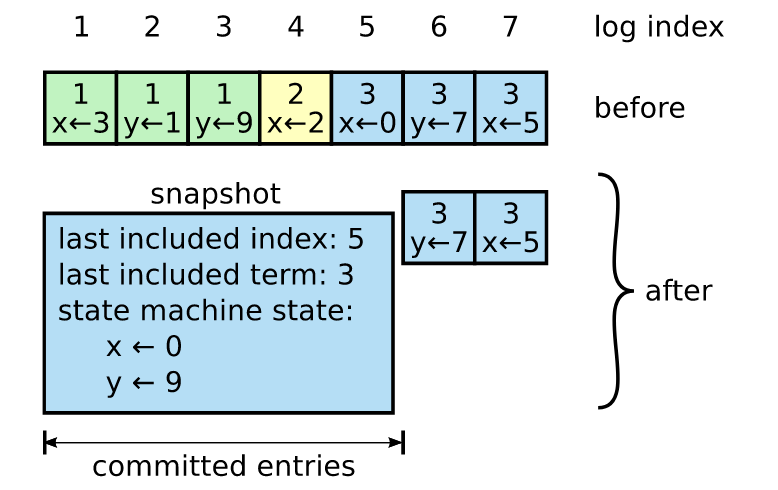 1 2 3 4 5 6 7 log index
1 1 1 2 3 3 3
x←3 y←1 y←9 x←2 x←0 y←7 x←5
before
snapshot
3 3
y←7 x←5
last included index: 5
last included term: 3
state machine state:
x ← 0
y ← 9
after
committed entries